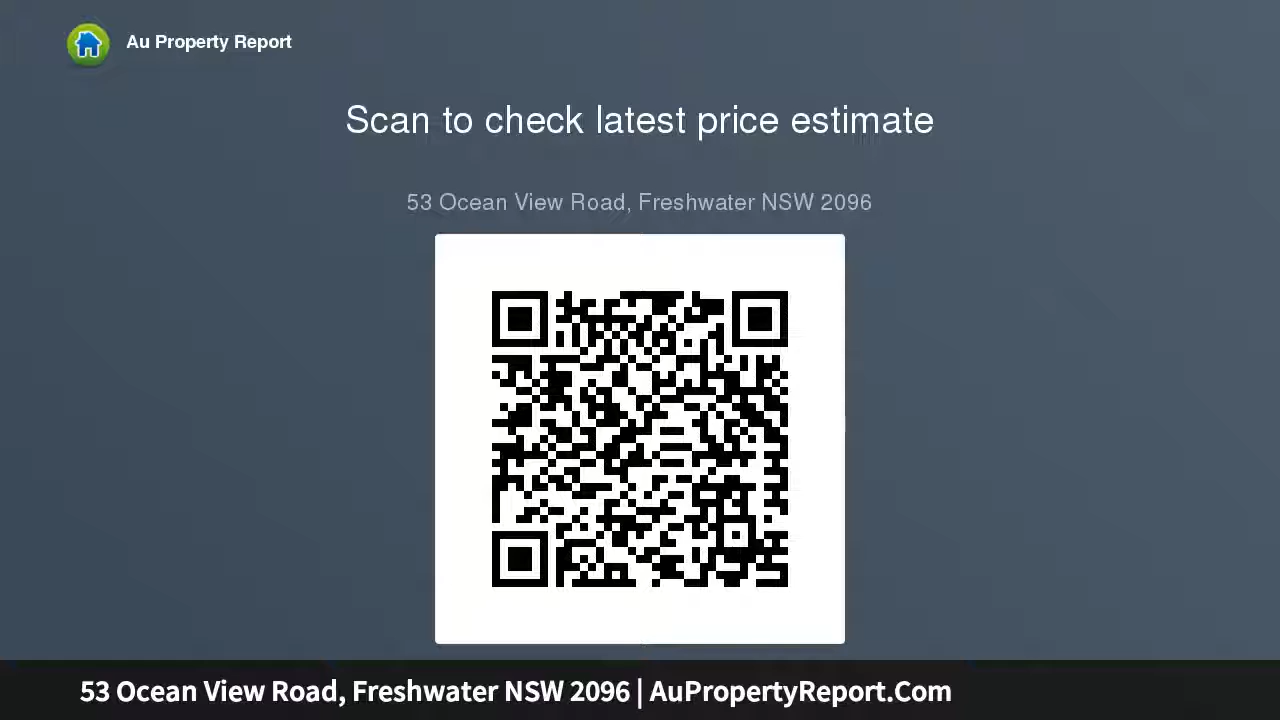 Au Property Report
Scan to check latest price estimate
53 Ocean View Road, Freshwater NSW 2096
53 Ocean View Road, Freshwater NSW 2096 | AuPropertyReport.Com